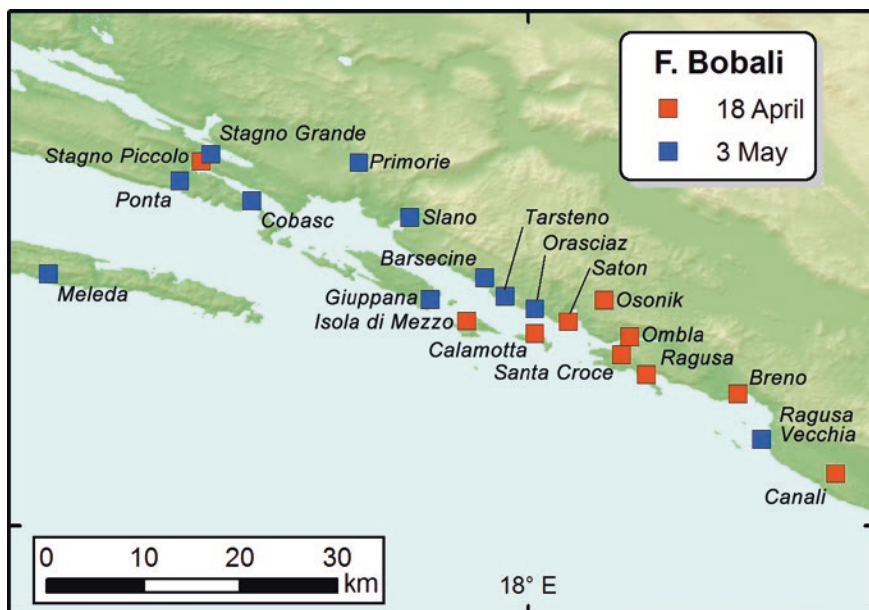 F. Bobali
18 April
3 May
Stagno Grande
Stagno Piccolo
Primorie
Ponta
Cobasc
Slano
Tarsteno
Orasciaz
Barsecine
Saton
Meleda
Giuppana
Osonik
Isola di Mezzo
Ombla
Calamotta
Ragusa
Santa Croce
Breno
Ragusa
Vecchia
Canali
0 10 20 30
km
18° E